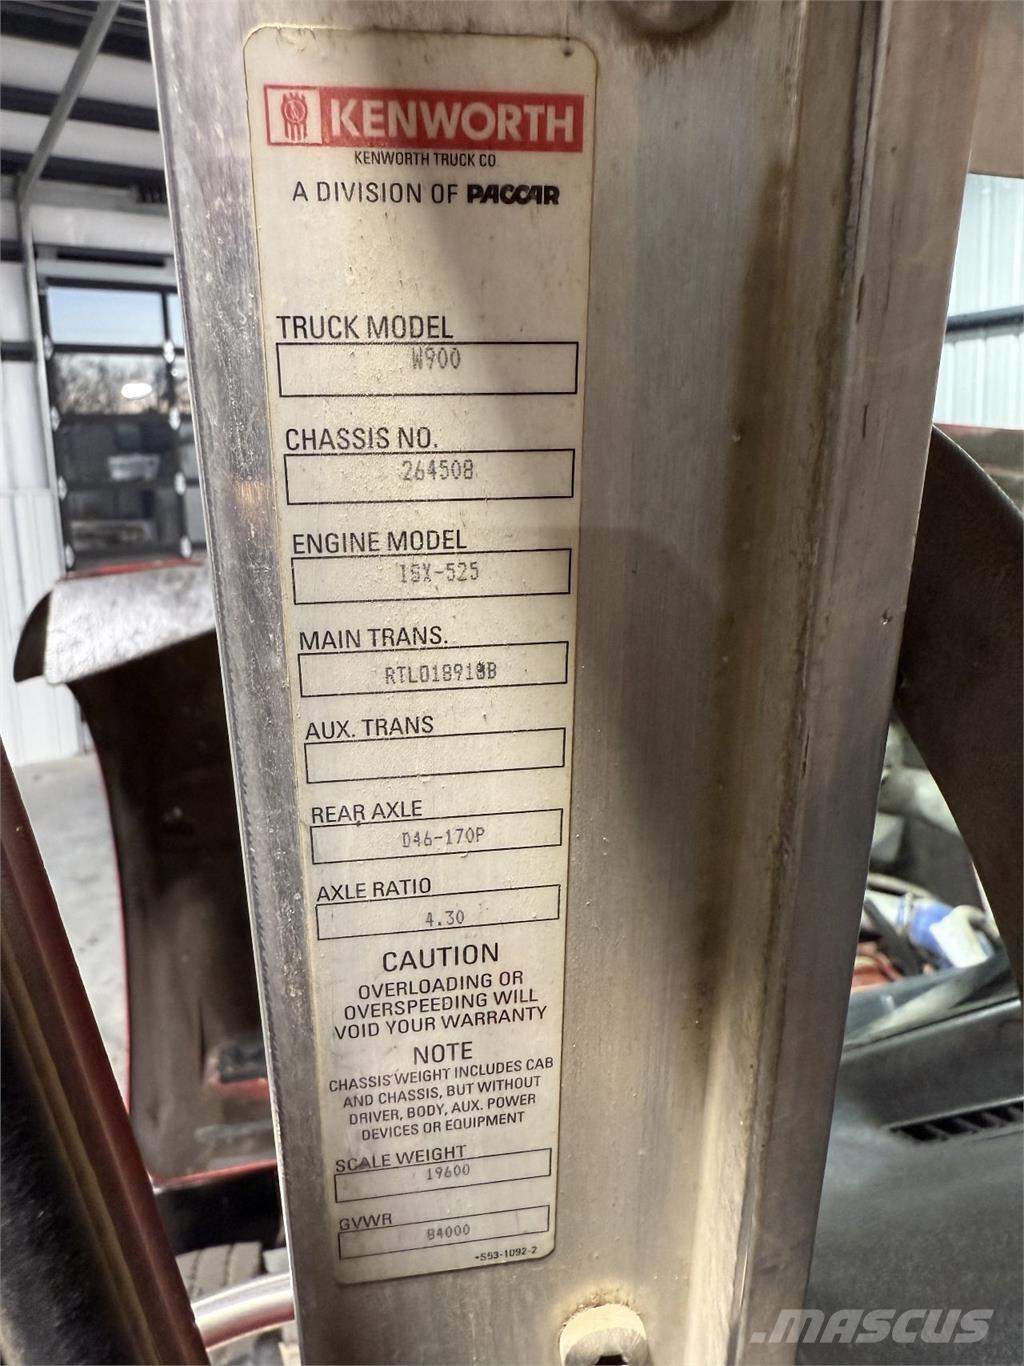 KENWORTH
KENWORTH TRUCK CO
A DIVISION OF PACCAR
TRUCK MODEL
W900
CHASSIS NO.
264508
ENGINE MODEL
ISX-525
MAIN TRANS.
AUX. TRANS
REAR AXLE
D46-170P
AXLE RATIO
4.30
CAUTION
OVERLOADING OR
OVERSPEEDING WILL
VOID YOUR WARRANTY
NOTE
CHASSIS WEIGHT INCLUDES CAB
AND CHASSIS, BUT WITHOUT
DRIVER, BODY, AUX. POWER
DEVICES OR EQUIPMENT
SCALE WEIGHT
19600
GVWR
84000
•S53-1092-2
MASCUS